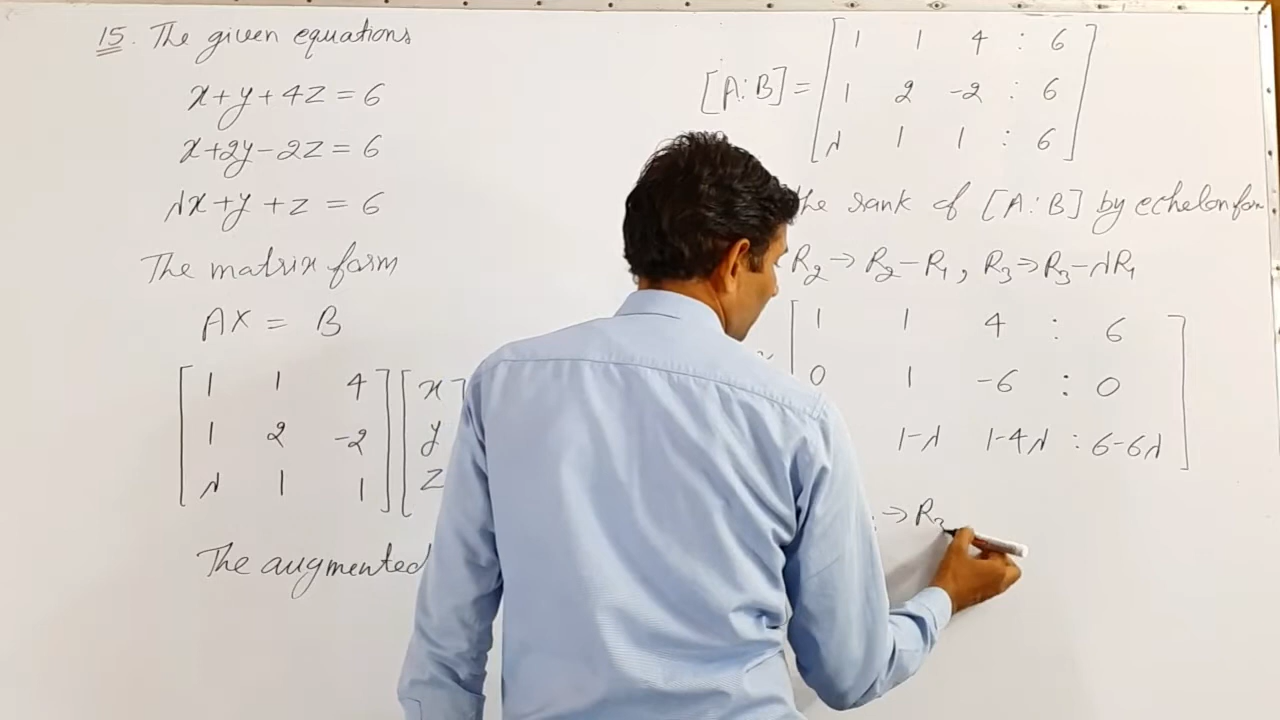 15. The given equations
x+y+4z=6
x+2y-2z=6
λx+y+z=6
The matrix form
AX = B
1 1 4 x
1 2 -2 y
λ 1 1 z
The augmented
[A:B] = 1 1 4 : 6
1 2 -2 : 6
λ 1 1 : 6
the rank of [A:B] by echelon form
R2→R2-R1, R3→R3-λR1
1 1 4 : 6
0 1 -6 : 0
1-λ 1-4λ : 6-6λ
→R3